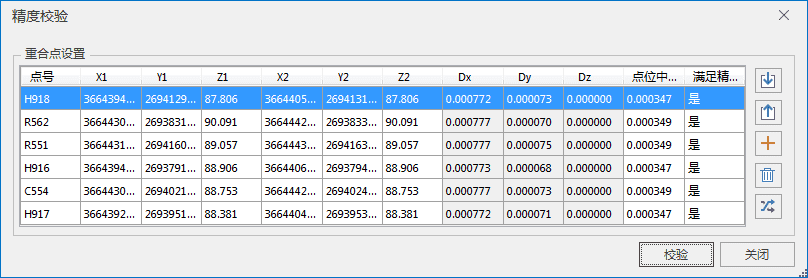 精度校验
重合点设置
点号 X1 Y1 Z1 X2 Y2 Z2 Dx Dy Dz 点位中... 满足精...
H918 3664394... 2694129... 87.806 3664405... 2694131... 87.806 0.000772 0.000073 0.000000 0.000347 是
R562 3664430... 2693831... 90.091 3664442... 2693833... 90.091 0.000777 0.000070 0.000000 0.000349 是
R551 3664431... 2694160... 89.057 3664443... 2694163... 89.057 0.000777 0.000075 0.000000 0.000349 是
H916 3664394... 2693791... 88.906 3664406... 2693794... 88.906 0.000773 0.000068 0.000000 0.000347 是
C554 3664430... 2694021... 88.753 3664442... 2694024... 88.753 0.000777 0.000073 0.000000 0.000349 是
H917 3664392... 2693951... 88.381 3664404... 2693953... 88.381 0.000772 0.000071 0.000000 0.000347 是
校验 关闭